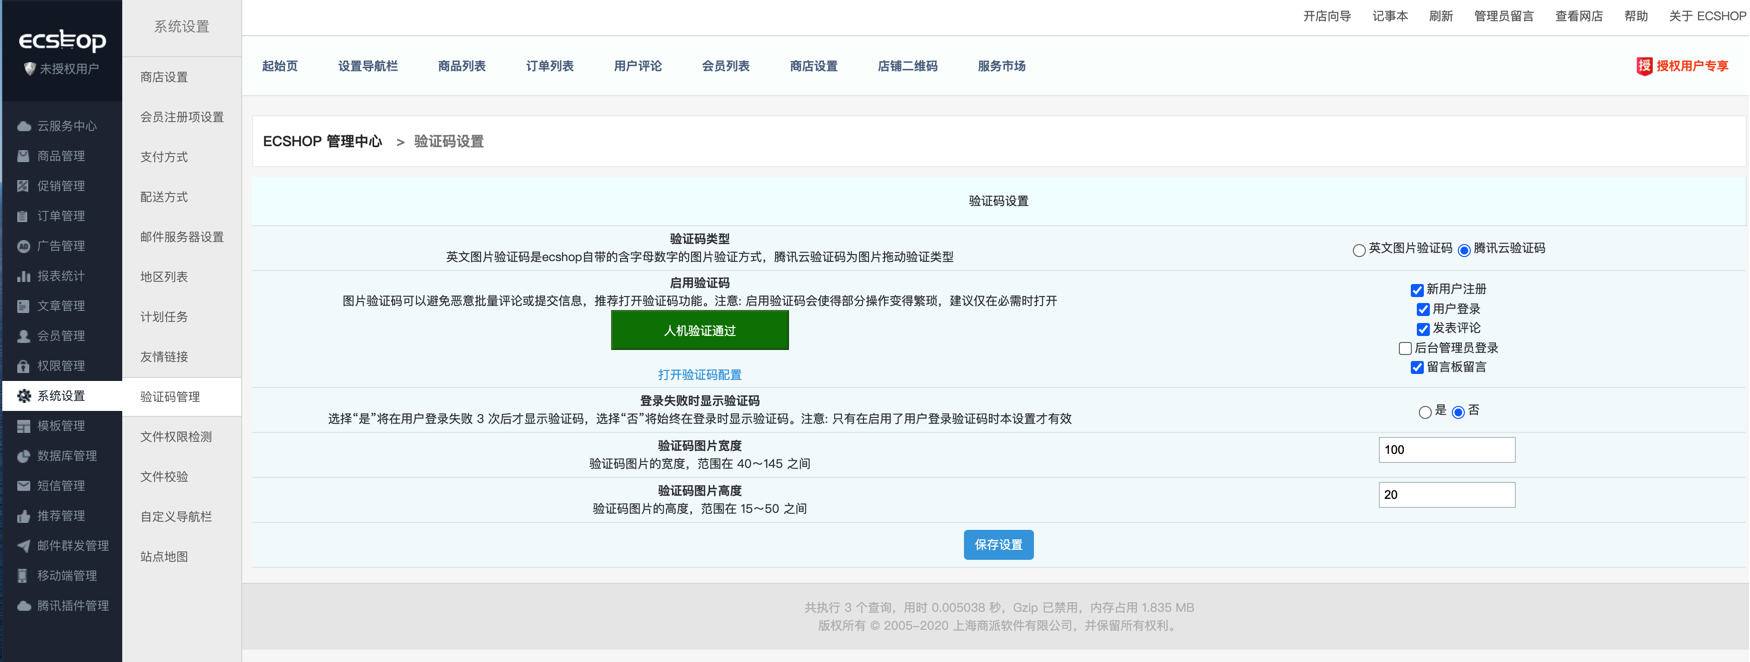 ecshop
未授权用户
云服务中心
商品管理
促销管理
订单管理
广告管理
报表统计
文章管理
会员管理
权限管理
系统设置
模板管理
数据库管理
短信管理
推荐管理
邮件群发管理
移动端管理
腾讯插件管理
系统设置
商店设置
会员注册项设置
支付方式
配送方式
邮件服务器设置
地区列表
计划任务
友情链接
验证码管理
文件权限检测
文件校验
自定义导航栏
站点地图
开店向导 记事本 刷新 管理员留言 查看网店 帮助 关于 ECSHOP
起始页 设置导航栏 商品列表 订单列表 用户评论 会员列表 商店设置 店铺二维码 服务市场 授 授权用户专享
ECSHOP 管理中心 > 验证码设置
验证码设置
验证码类型
英文图片验证码是ecshop自带的含字母数字的图片验证方式，腾讯云验证码为图片拖动验证类型
英文图片验证码 腾讯云验证码
启用验证码
图片验证码可以避免恶意批量评论或提交信息，推荐打开验证码功能。注意: 启用验证码会使得部分操作变得繁琐，建议仅在必需时打开
人机验证通过
打开验证码配置
新用户注册
用户登录
发表评论
后台管理员登录
留言板留言
登录失败时显示验证码
选择“是”将在用户登录失败 3 次后才显示验证码，选择“否”将始终在登录时显示验证码。注意: 只有在启用了用户登录验证码时本设置才有效
是 否
验证码图片宽度
验证码图片的宽度，范围在 40～145 之间
100
验证码图片高度
验证码图片的高度，范围在 15～50 之间
20
保存设置
共执行 3 个查询，用时 0.005038 秒，Gzip 已禁用，内存占用 1.835 MB
版权所有 © 2005-2020 上海商派软件有限公司，并保留所有权利。